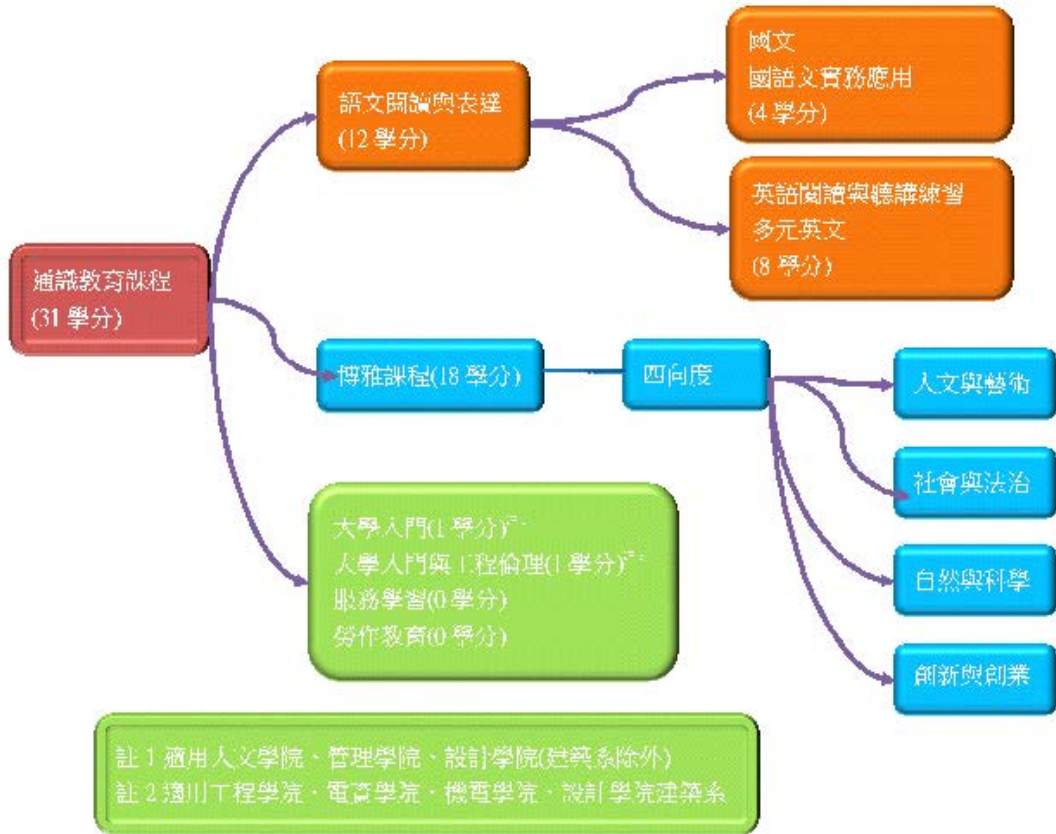 通識教育課程
(31 學分)
語文閱讀與表達
(12 學分)
國文
國語文實務應用
(4 學分)
英語閱讀與聽講練習
多元英文
(8 學分)
博雅課程(18 學分)
四向度
人文與藝術
社會與法治
自然與科學
創新與創業
大學入門(1 學分)
大學入門與工程倫理(1 學分)
服務學習(0 學分)
勞作教育(0 學分)
註 1 適用人文學院、管理學院、設計學院(建築系除外)
註 2 適用工程學院、電資學院、機電學院、設計學院建築系